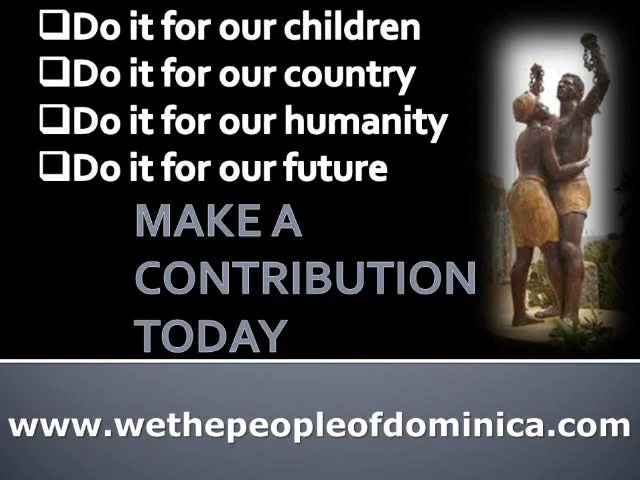 ❑Do it for our children
❑Do it for our country
❑Do it for our humanity
❑Do it for our future
MAKE A
CONTRIBUTION
TODAY
www.wethepeopleofdominica.com